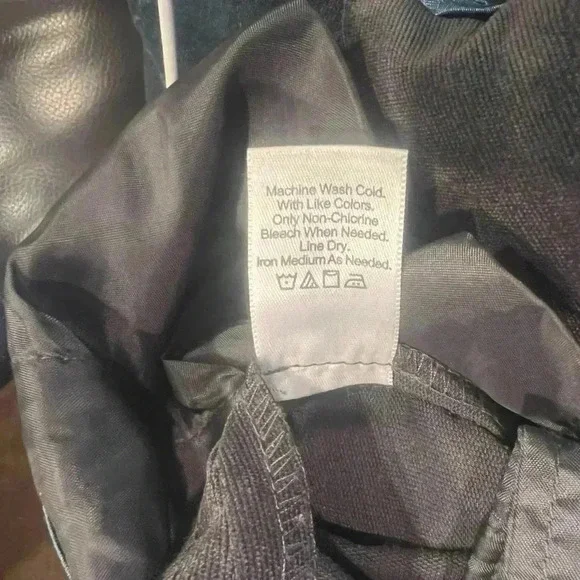 Machine Wash Cold.
With Like Colors.
Only Non-Chlorine
Bleach When Needed.
Line Dry.
Iron Medium As Needed.